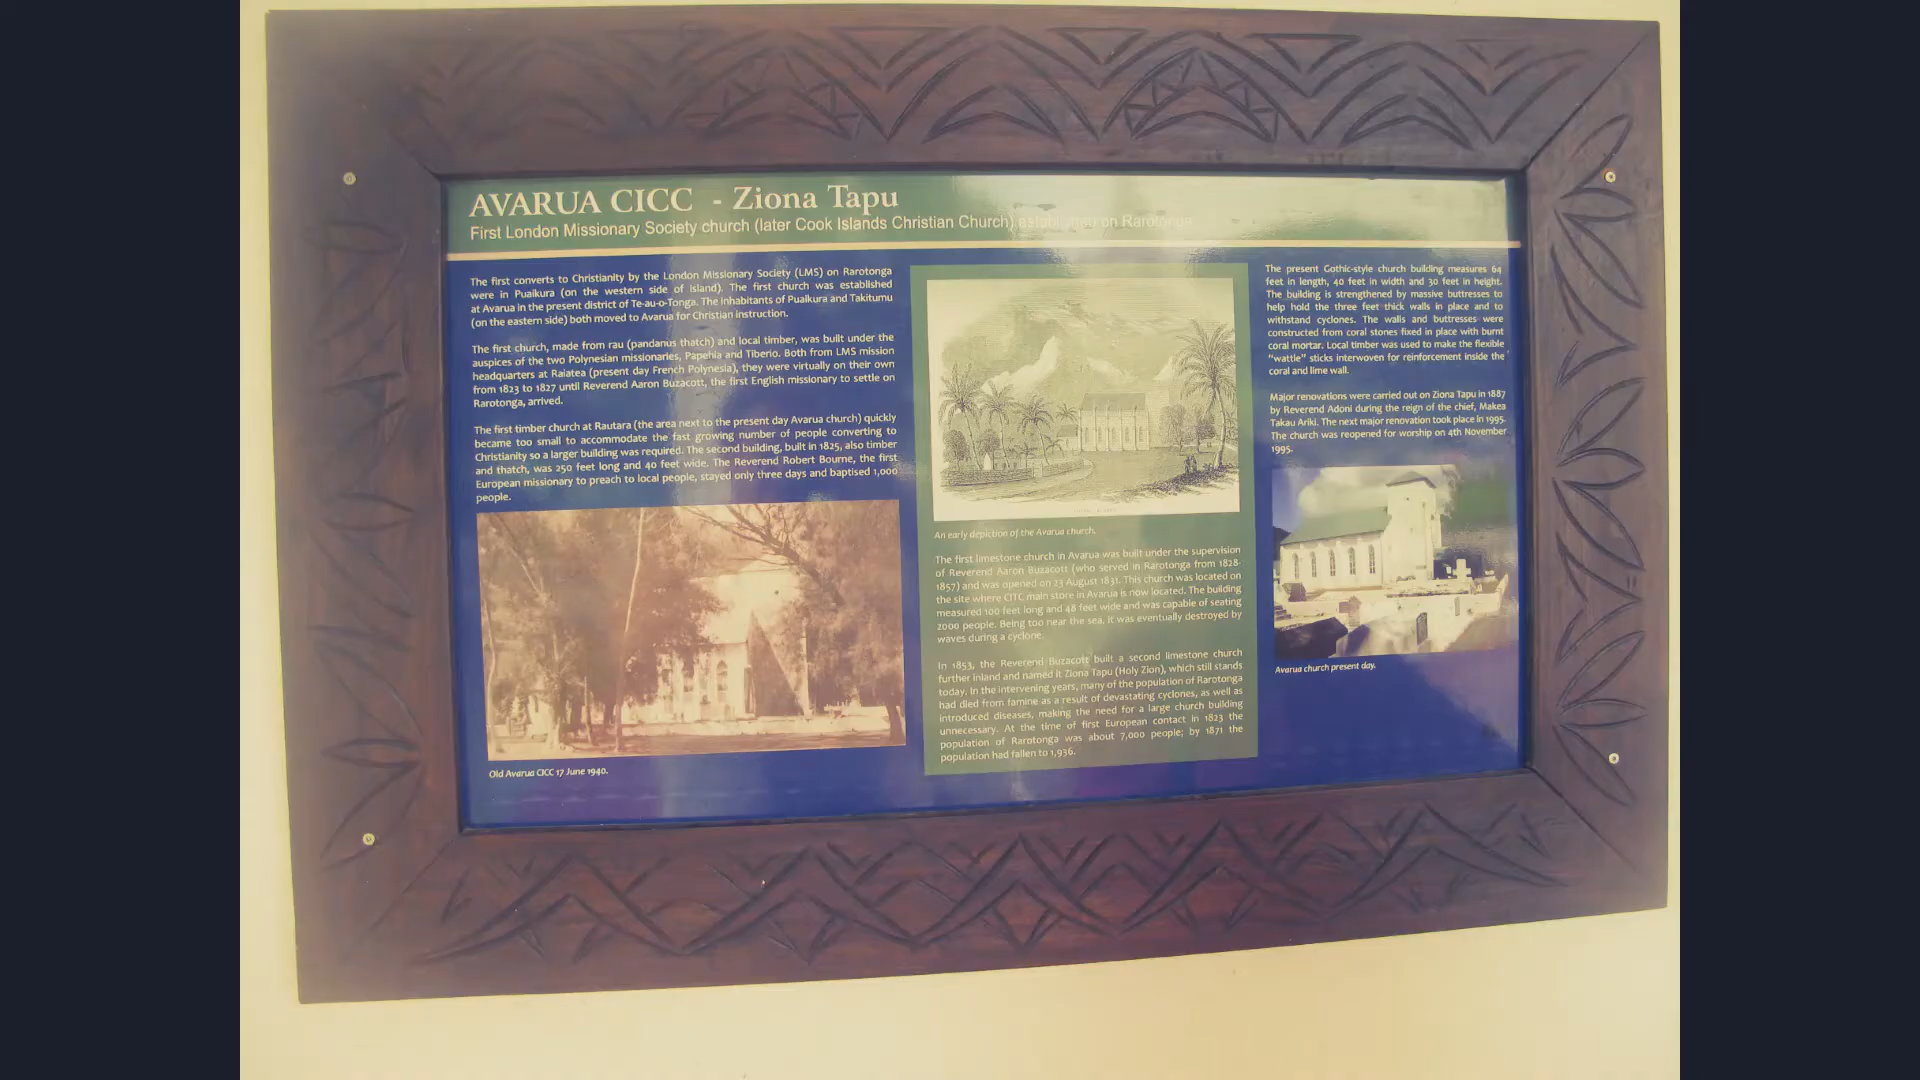 AVARUA CICC - Ziona Tapu
First London Missionary Society church (later Cook Islands Christian Church) established on Rarotonga
The first converts to Christianity by the London Missionary Society (LMS) on Rarotonga
were in Puaikura (on the western side of island). The first church was established
at Avarua in the present district of Te-au-o-Tonga. The inhabitants of Puaikura and Takitumu
(on the eastern side) both moved to Avarua for Christian instruction.
The first church, made from rau (pandanus thatch) and local timber, was built under the
auspices of the two Polynesian missionaries, Papehia and Tiberio. Both from LMS mission
headquarters at Raiatea (present day French Polynesia), they were virtually on their own
from 1823 to 1827 until Reverend Aaron Buzacott, the first English missionary to settle on
Rarotonga, arrived.
The first timber church at Rautara (the area next to the present day Avarua church) quickly
became too small to accommodate the fast growing number of people converting to
Christianity so a larger building was required. The second building, built in 1825, also timber
and thatch, was 250 feet long and 40 feet wide. The Reverend Robert Bourne, the first
European missionary to preach to local people, stayed only three days and baptised 1,000
people.
Old Avarua CICC 17 June 1940.
An early depiction of the Avarua church.
The first limestone church in Avarua was built under the supervision
of Reverend Aaron Buzacott (who served in Rarotonga from 1828-
1857) and was opened on 23 August 1831. This church was located on
the site where CITC main store in Avarua is now located. The building
measured 100 feet long and 48 feet wide and was capable of seating
2000 people. Being too near the sea, it was eventually destroyed by
waves during a cyclone.
In 1853, the Reverend Buzacott built a second limestone church
further inland and named it Ziona Tapu (Holy Zion), which still stands
today. In the intervening years, many of the population of Rarotonga
had died from famine as a result of devastating cyclones, as well as
introduced diseases, making the need for a large church building
unnecessary. At the time of first European contact in 1823 the
population of Rarotonga was about 7,000 people; by 1871 the
population had fallen to 1,936.
The present Gothic-style church building measures 64
feet in length, 40 feet in width and 30 feet in height.
The building is strengthened by massive buttresses to
help hold the three feet thick walls in place and to
withstand cyclones. The walls and buttresses were
constructed from coral stones fixed in place with burnt
coral mortar. Local timber was used to make the flexible
"wattle" sticks interwoven for reinforcement inside the
coral and lime wall.
Major renovations were carried out on Ziona Tapu in 1887
by Reverend Adoni during the reign of the chief, Makea
Takau Ariki. The next major renovation took place in 1995.
The church was reopened for worship on 4th November
1995.
Avarua church present day.